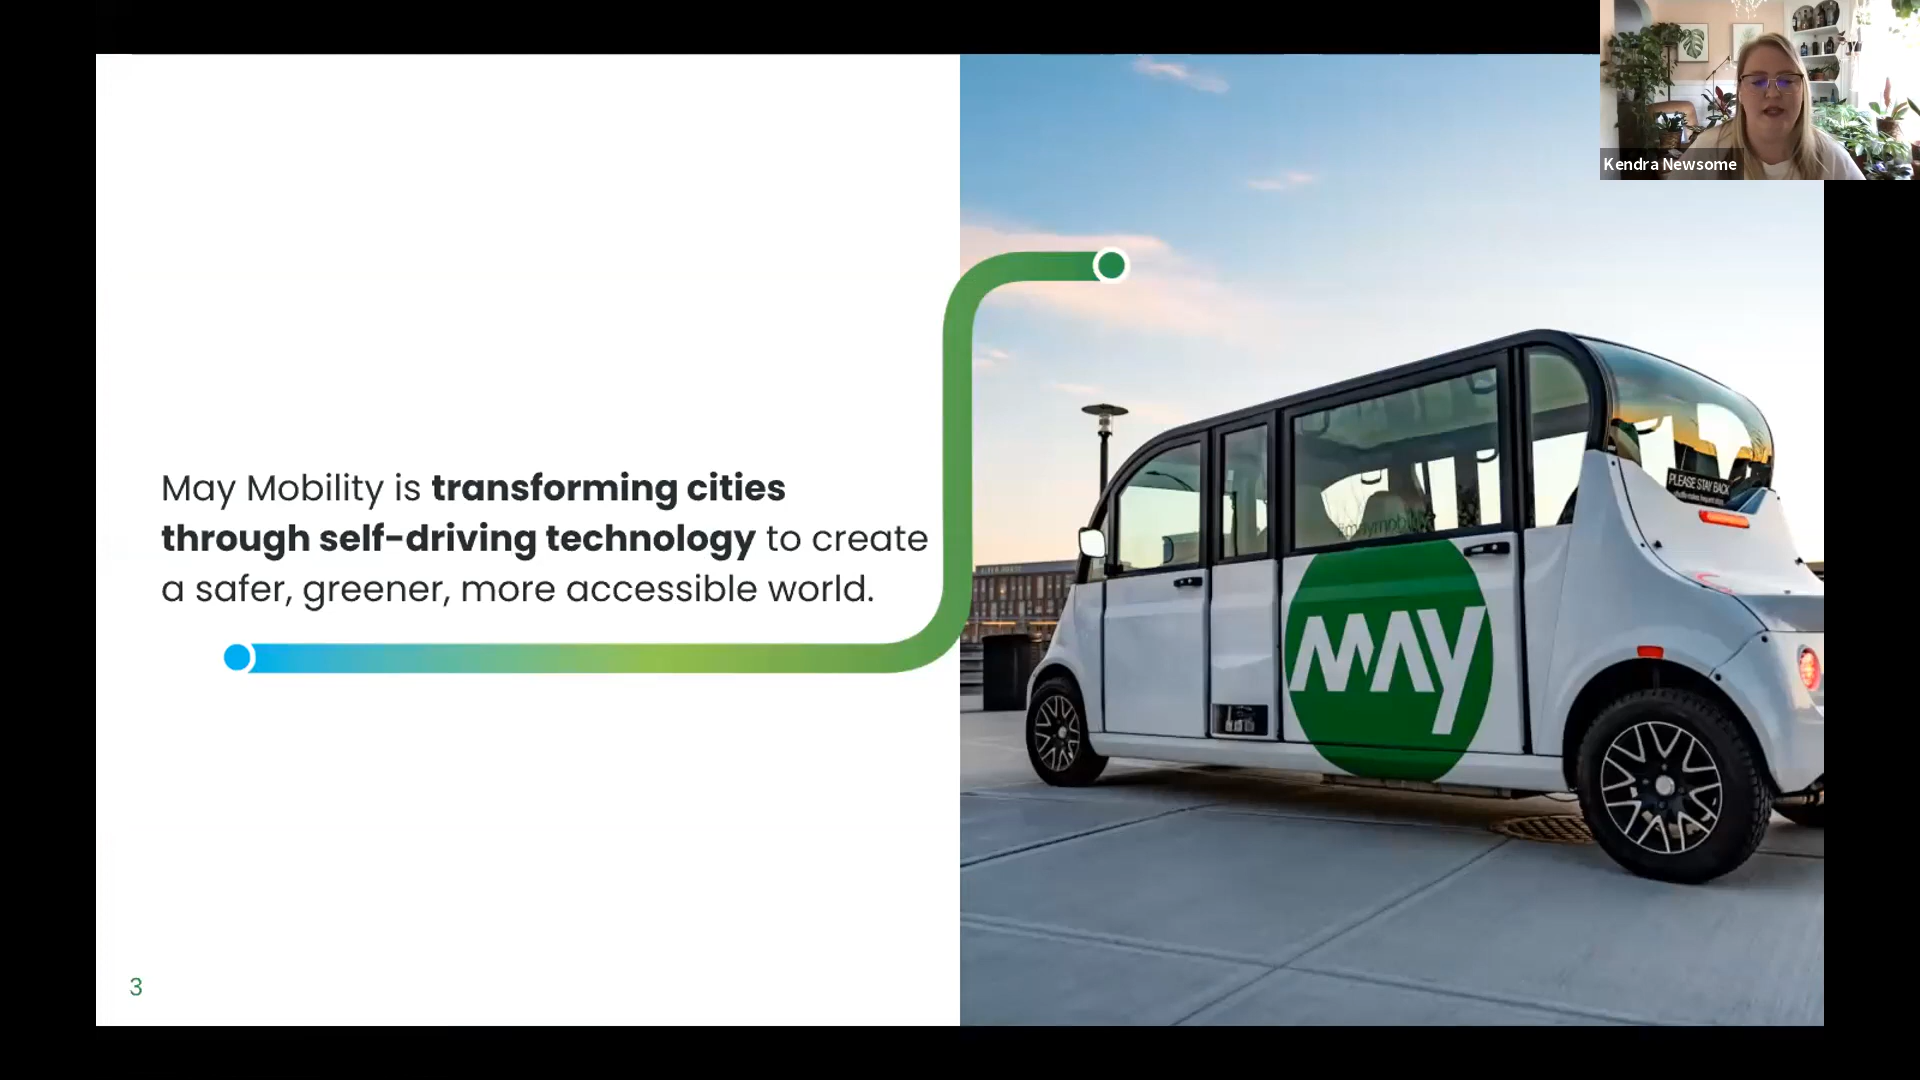 Kendra Newsome
May Mobility is transforming cities
through self-driving technology to create
a safer, greener, more accessible world.
PLEASE STAY BACK
MAY
3